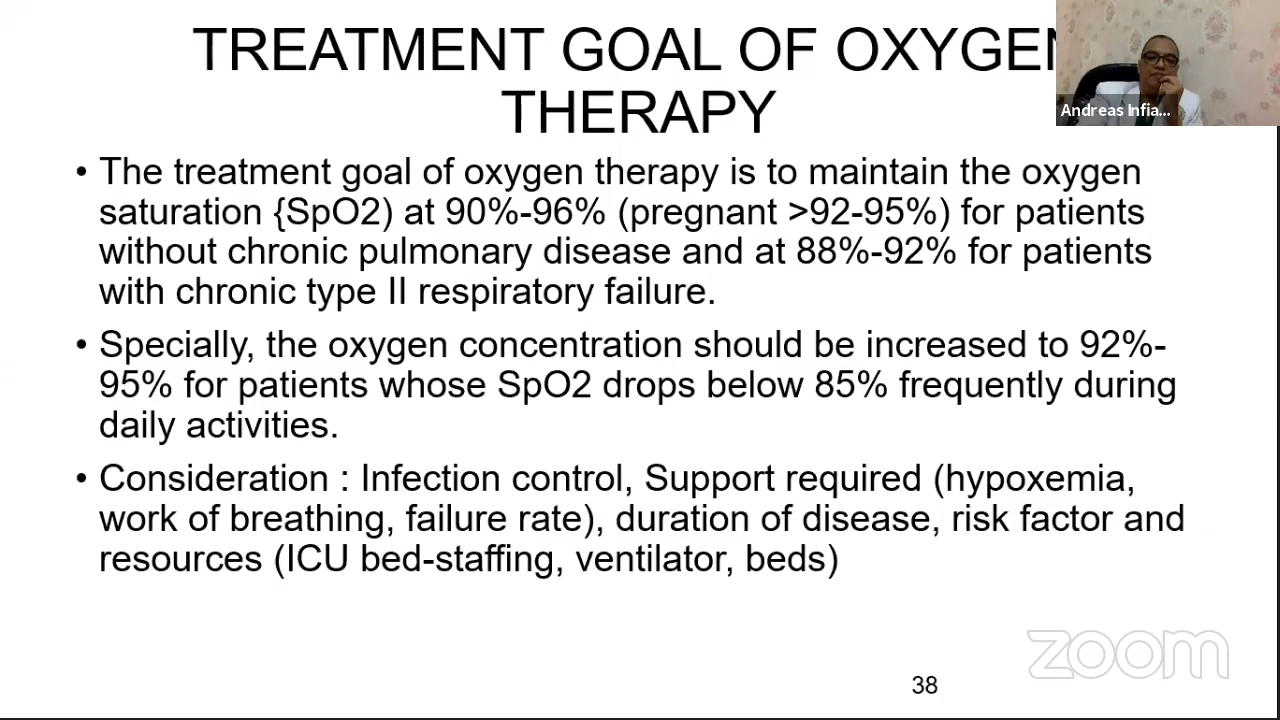 TREATMENT GOAL OF OXYGEN
THERAPY
Andreas Infia...
• The treatment goal of oxygen therapy is to maintain the oxygen
saturation {SpO2) at 90%-96% (pregnant >92-95%) for patients
without chronic pulmonary disease and at 88%-92% for patients
with chronic type II respiratory failure.
• Specially, the oxygen concentration should be increased to 92%-
95% for patients whose SpO2 drops below 85% frequently during
daily activities.
• Consideration : Infection control, Support required (hypoxemia,
work of breathing, failure rate), duration of disease, risk factor and
resources (ICU bed-staffing, ventilator, beds)
zoom
38